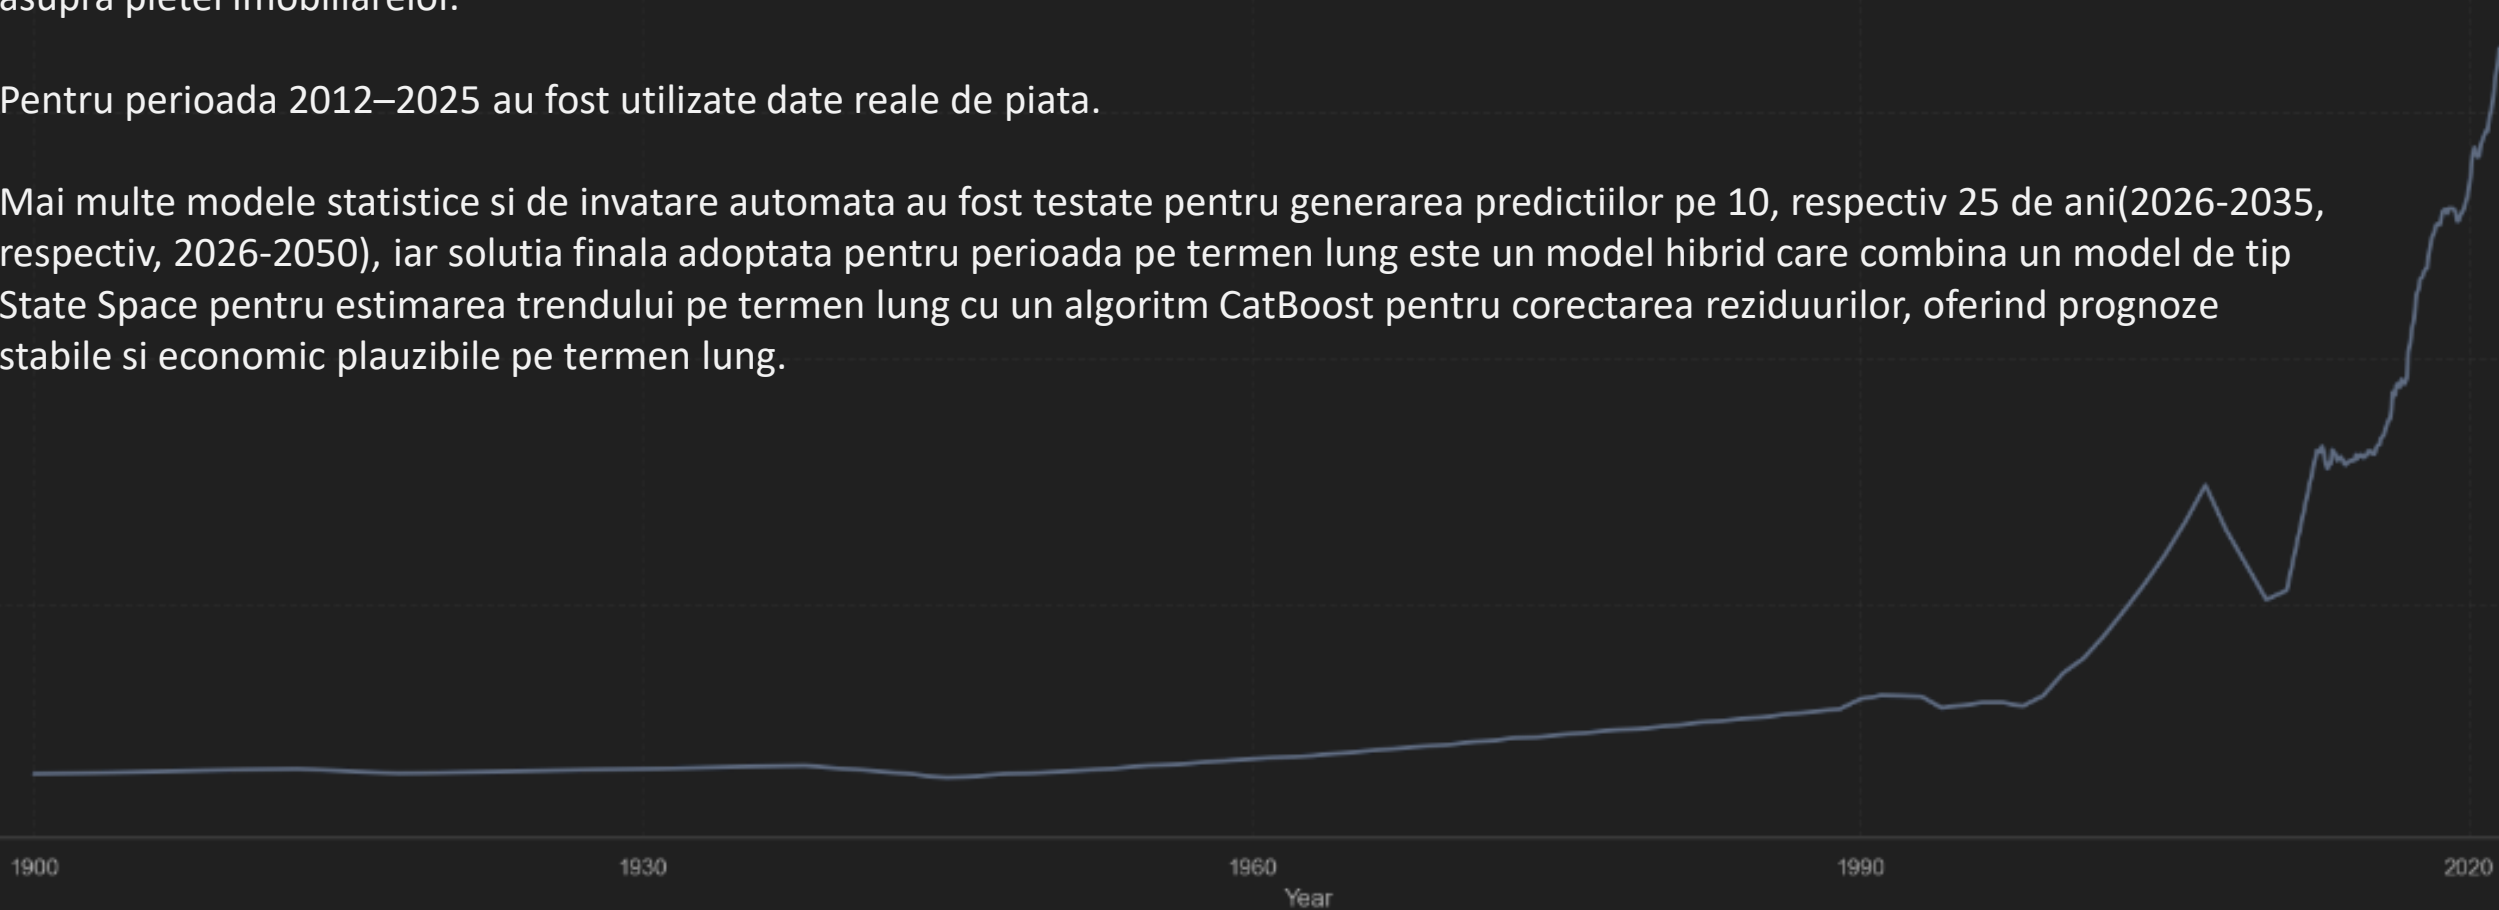 asupra pietei imobiliarelor.
Pentru perioada 2012–2025 au fost utilizate date reale de piata.
Mai multe modele statistice si de invatare automata au fost testate pentru generarea predictiilor pe 10, respectiv 25 de ani(2026-2035,
respectiv, 2026-2050), iar solutia finala adoptata pentru perioada pe termen lung este un model hibrid care combina un model de tip
State Space pentru estimarea trendului pe termen lung cu un algoritm CatBoost pentru corectarea reziduurilor, oferind prognoze
stabile si economic plauzibile pe termen lung.
1900 1930 1960 1990 2020
Year